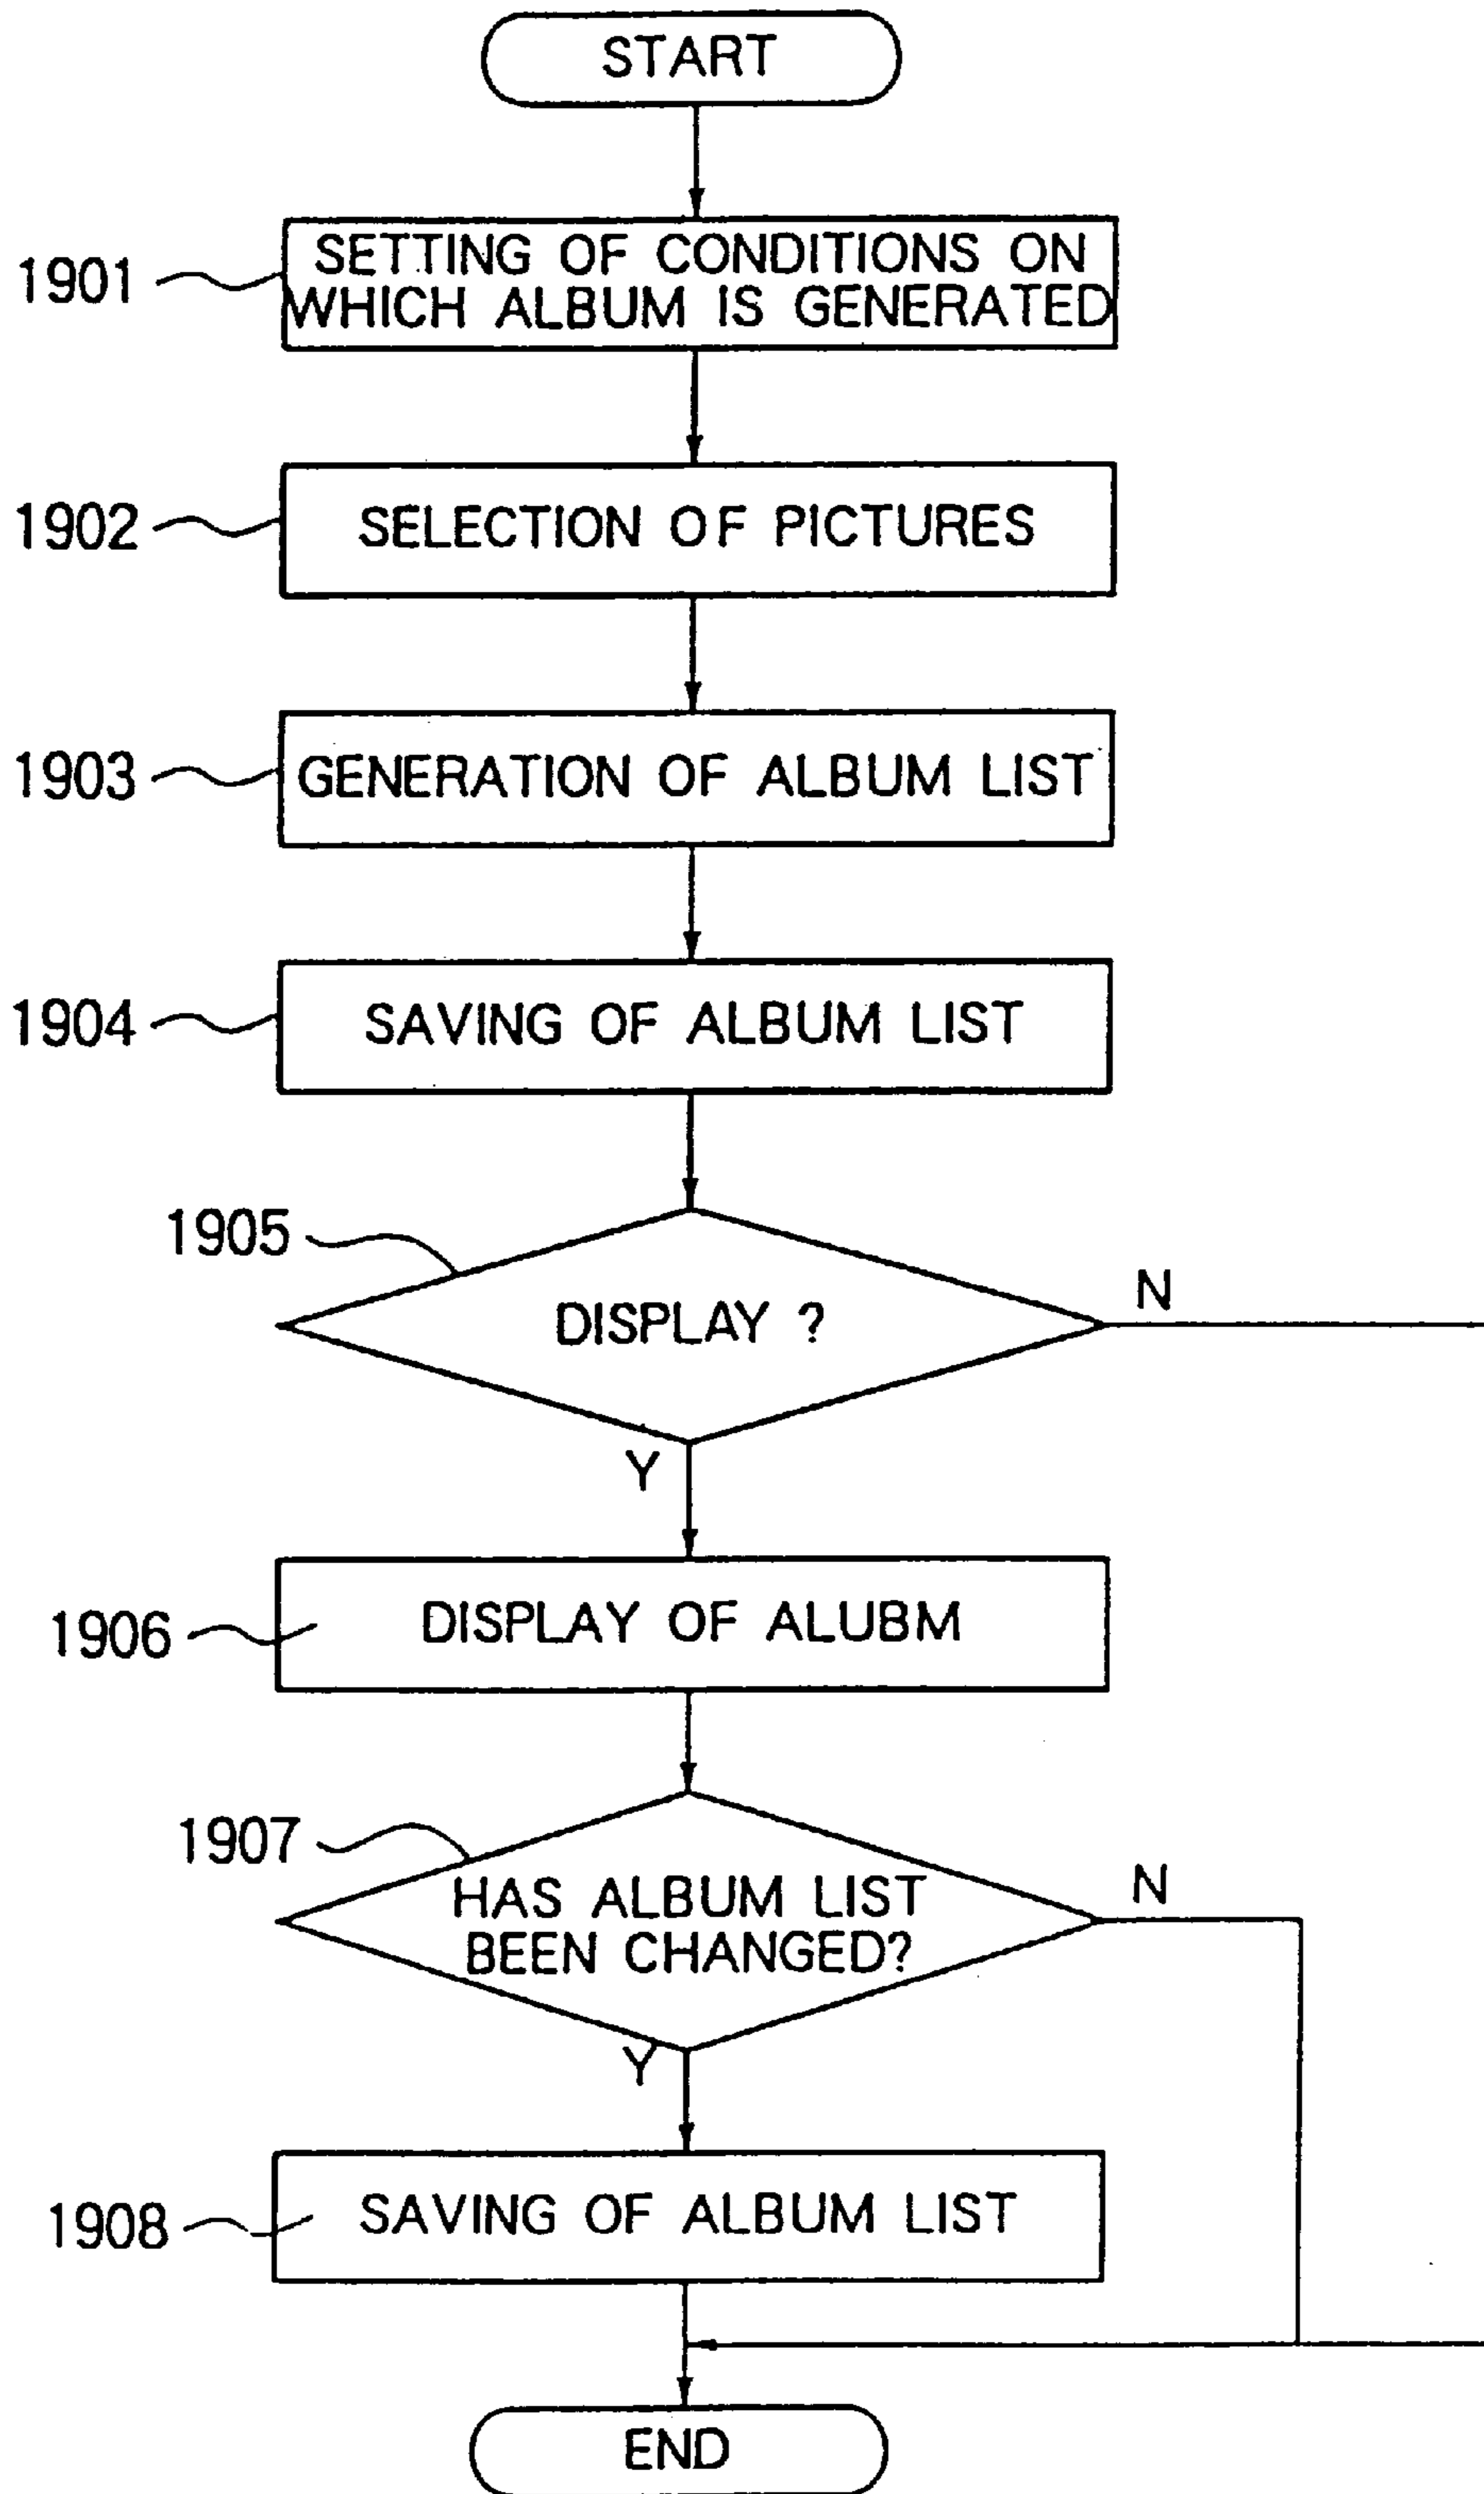 START
1901
SETTING OF CONDITIONS ON
WHICH ALBUM IS GENERATED
1902
SELECTION OF PICTURES
1903
GENERATION OF ALBUM LIST
1904
SAVING OF ALBUM LIST
1905
DISPLAY ?
N
Y
1906
DISPLAY OF ALUBM
1907
HAS ALBUM LIST
BEEN CHANGED?
N
Y
1908
SAVING OF ALBUM LIST
END